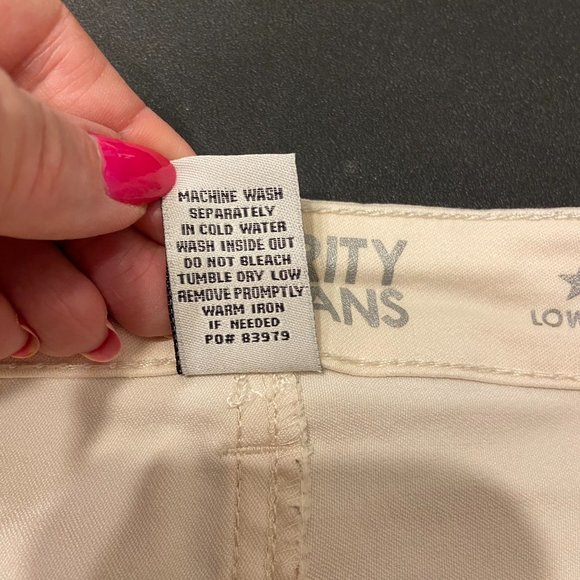 MACHINE WASH
SEPARATELY
IN COLD WATER
WASH INSIDE OUT
DO NOT BLEACH
TUMBLE DRY LOW
REMOVE PROMPTLY
WARM IRON
IF NEEDED
PO# 83979
RITY
ANS
LOW